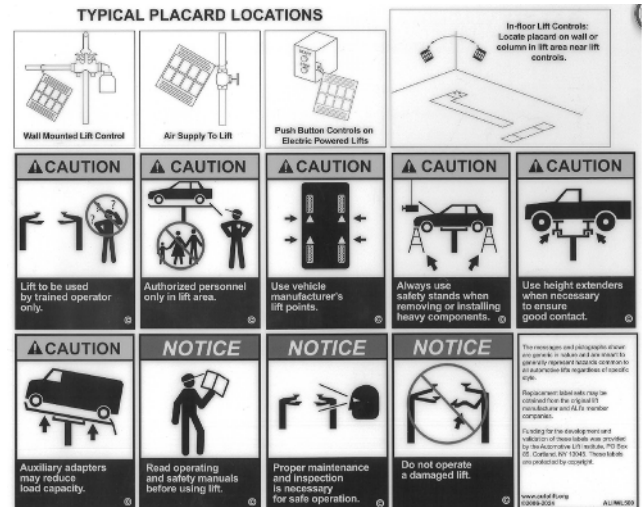 TYPICAL PLACARD LOCATIONS
Wall Mounted Lift Control
Air Supply To Lift
Push Button Controls on
Electric Powered Lifts
In-floor Lift Controls:
Locate placard on wall or
column in lift area near lift
controls.
CAUTION
Lift to be used
by trained operator
only.
©
CAUTION
Authorized personnel
only in lift area.
©
CAUTION
Use vehicle
manufacturer's
lift points.
©
CAUTION
Always use
safety stands when
removing or installing
heavy components.
©
CAUTION
Use height extenders
when necessary
to ensure
good contact.
©
CAUTION
Auxiliary adapters
may reduce
load capacity.
©
NOTICE
Read operating
and safety manuals
before using lift.
©
NOTICE
Proper maintenance
and inspection
is necessary
for safe operation.
©
NOTICE
Do not operate
a damaged lift.
©
The messages and pictographs shown
are generic in nature and are meant to
generally represent hazards common to
all automotive lifts regardless of specific
style.
Replacement label sets may be
obtained from the original lift
manufacturer and ALI's member
companies.
Funding for the development and
validation of these labels was provided
by the Automotive Lift Institute, PO Box
85, Cortland, NY 13045. These labels
are protected by copyright.
www.autolift.org